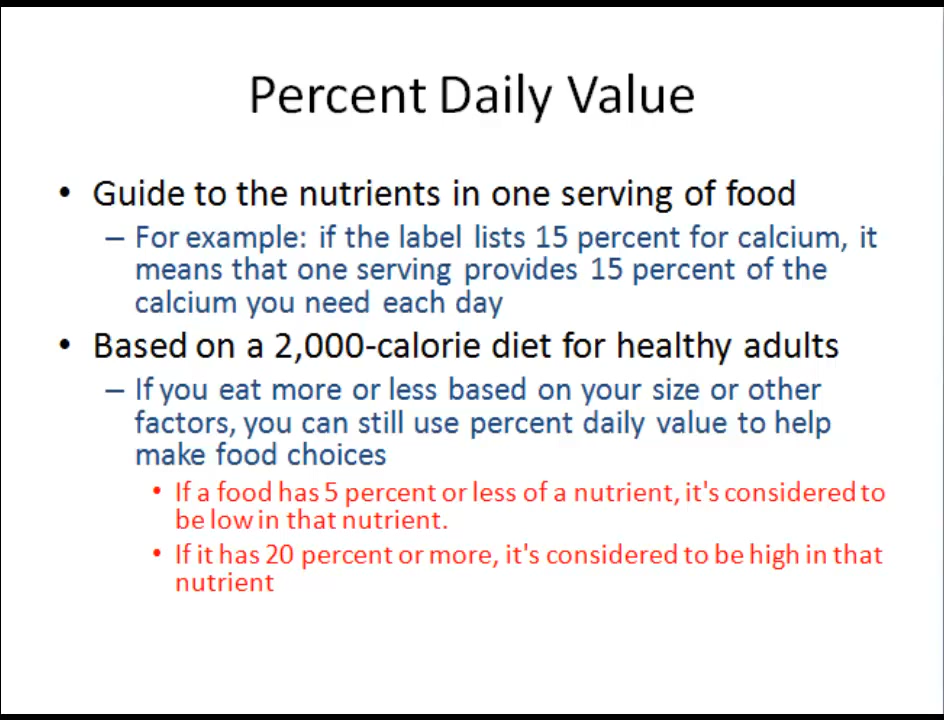 Percent Daily Value
• Guide to the nutrients in one serving of food
– For example: if the label lists 15 percent for calcium, it
means that one serving provides 15 percent of the
calcium you need each day
• Based on a 2,000-calorie diet for healthy adults
– If you eat more or less based on your size or other
factors, you can still use percent daily value to help
make food choices
• If a food has 5 percent or less of a nutrient, it's considered to
be low in that nutrient.
• If it has 20 percent or more, it's considered to be high in that
nutrient